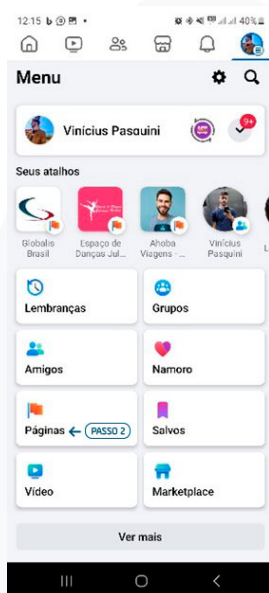 12:15
40%
Menu
Vinícius Pasquini
9+
Seus atalhos
Globalis Brasil
Espaço de Danças Jul...
Ahoba Viagens - ...
Vinícius Pasquini
Lembranças
Grupos
Amigos
Namoro
Páginas ← PASSO 2
Salvos
Vídeo
Marketplace
Ver mais